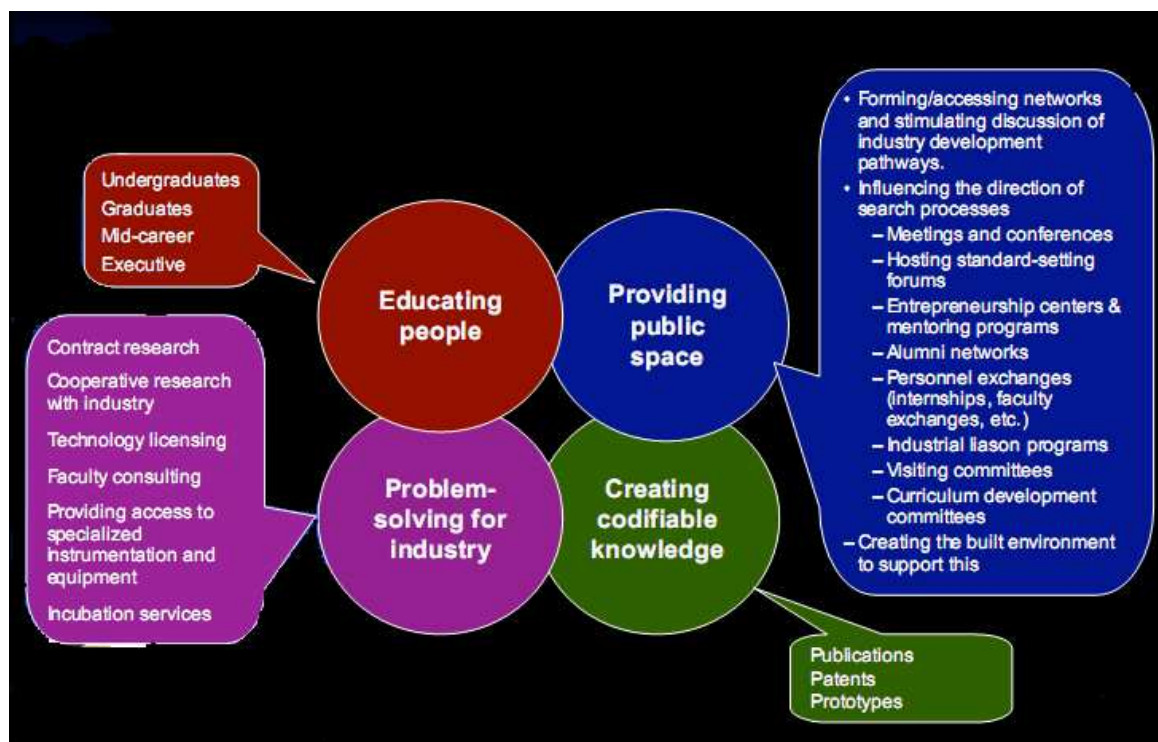 Undergraduates
Graduates
Mid-career
Executive
Educating
people
Providing
public
space
Contract research
Cooperative research
with industry
Technology licensing
Faculty consulting
Providing access to
specialized
instrumentation and
equipment
Incubation services
Problem-
solving for
industry
Creating
codifiable
knowledge
• Forming/accessing networks
and stimulating discussion of
industry development
pathways.
• Influencing the direction of
search processes
– Meetings and conferences
– Hosting standard-setting
forums
– Entrepreneurship centers &
mentoring programs
– Alumni networks
– Personnel exchanges
(internships, faculty
exchanges, etc.)
– Industrial liason programs
– Visiting committees
– Curriculum development
committees
– Creating the built environment
to support this
Publications
Patents
Prototypes